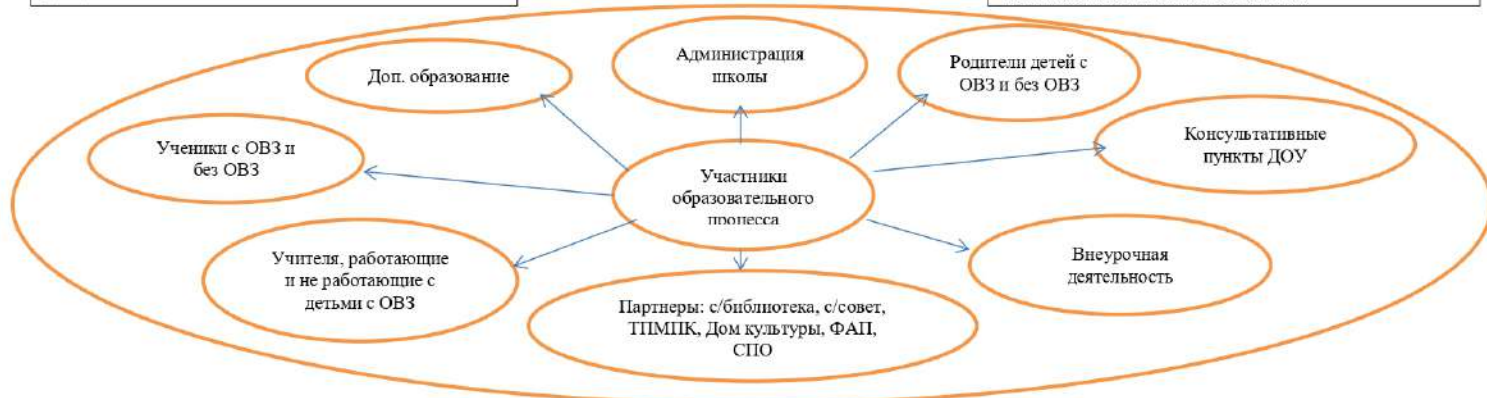 Доп. образование
Администрация
школы
Родители детей с
ОВЗ и без ОВЗ
Ученики с ОВЗ и
без ОВЗ
Консультативные
пункты ДОУ
Участники
образовательного
процесса
Учителя, работающие
и не работающие с
детьми с ОВЗ
Внеурочная
деятельность
Партнеры: с/библиотека, с/совет,
ТПМПК, Дом культуры, ФАП,
СПО